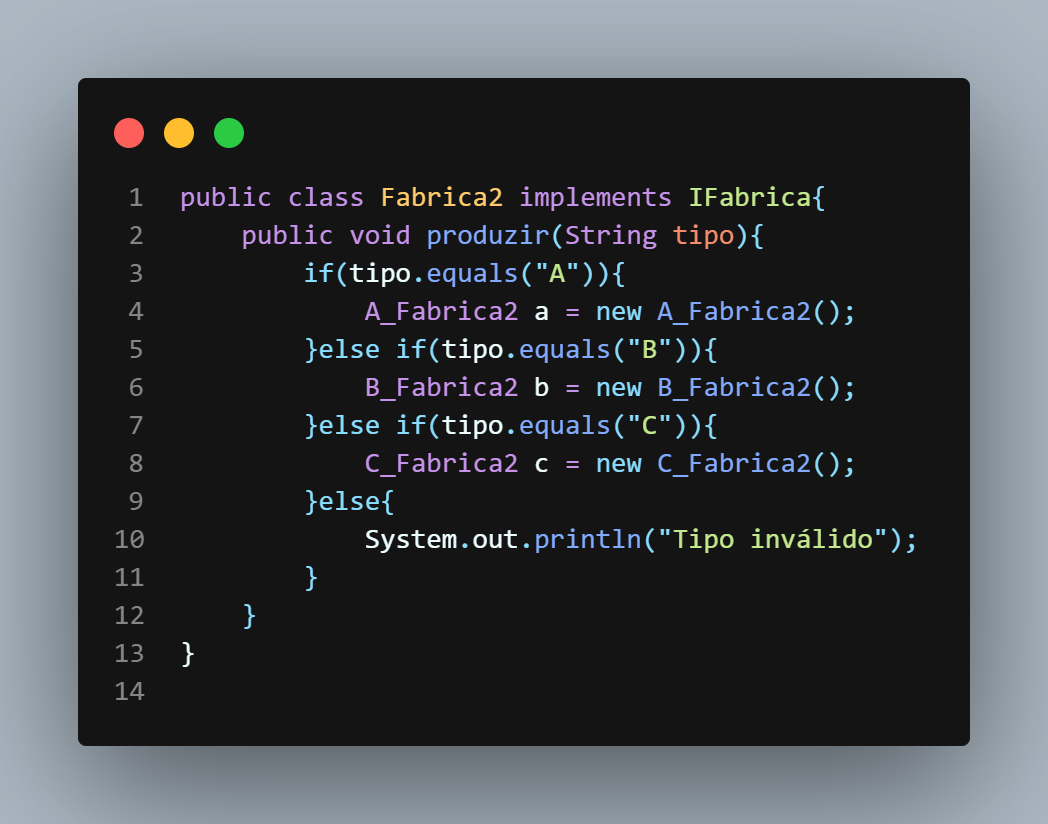 1 public class Fabrica2 implements IFabrica{
2     public void produzir(String tipo){
3         if(tipo.equals("A")){
4             A_Fabrica2 a = new A_Fabrica2();
5         }else if(tipo.equals("B")){
6             B_Fabrica2 b = new B_Fabrica2();
7         }else if(tipo.equals("C")){
8             C_Fabrica2 c = new C_Fabrica2();
9         }else{
10             System.out.println("Tipo inválido");
11         }
12     }
13 }
14